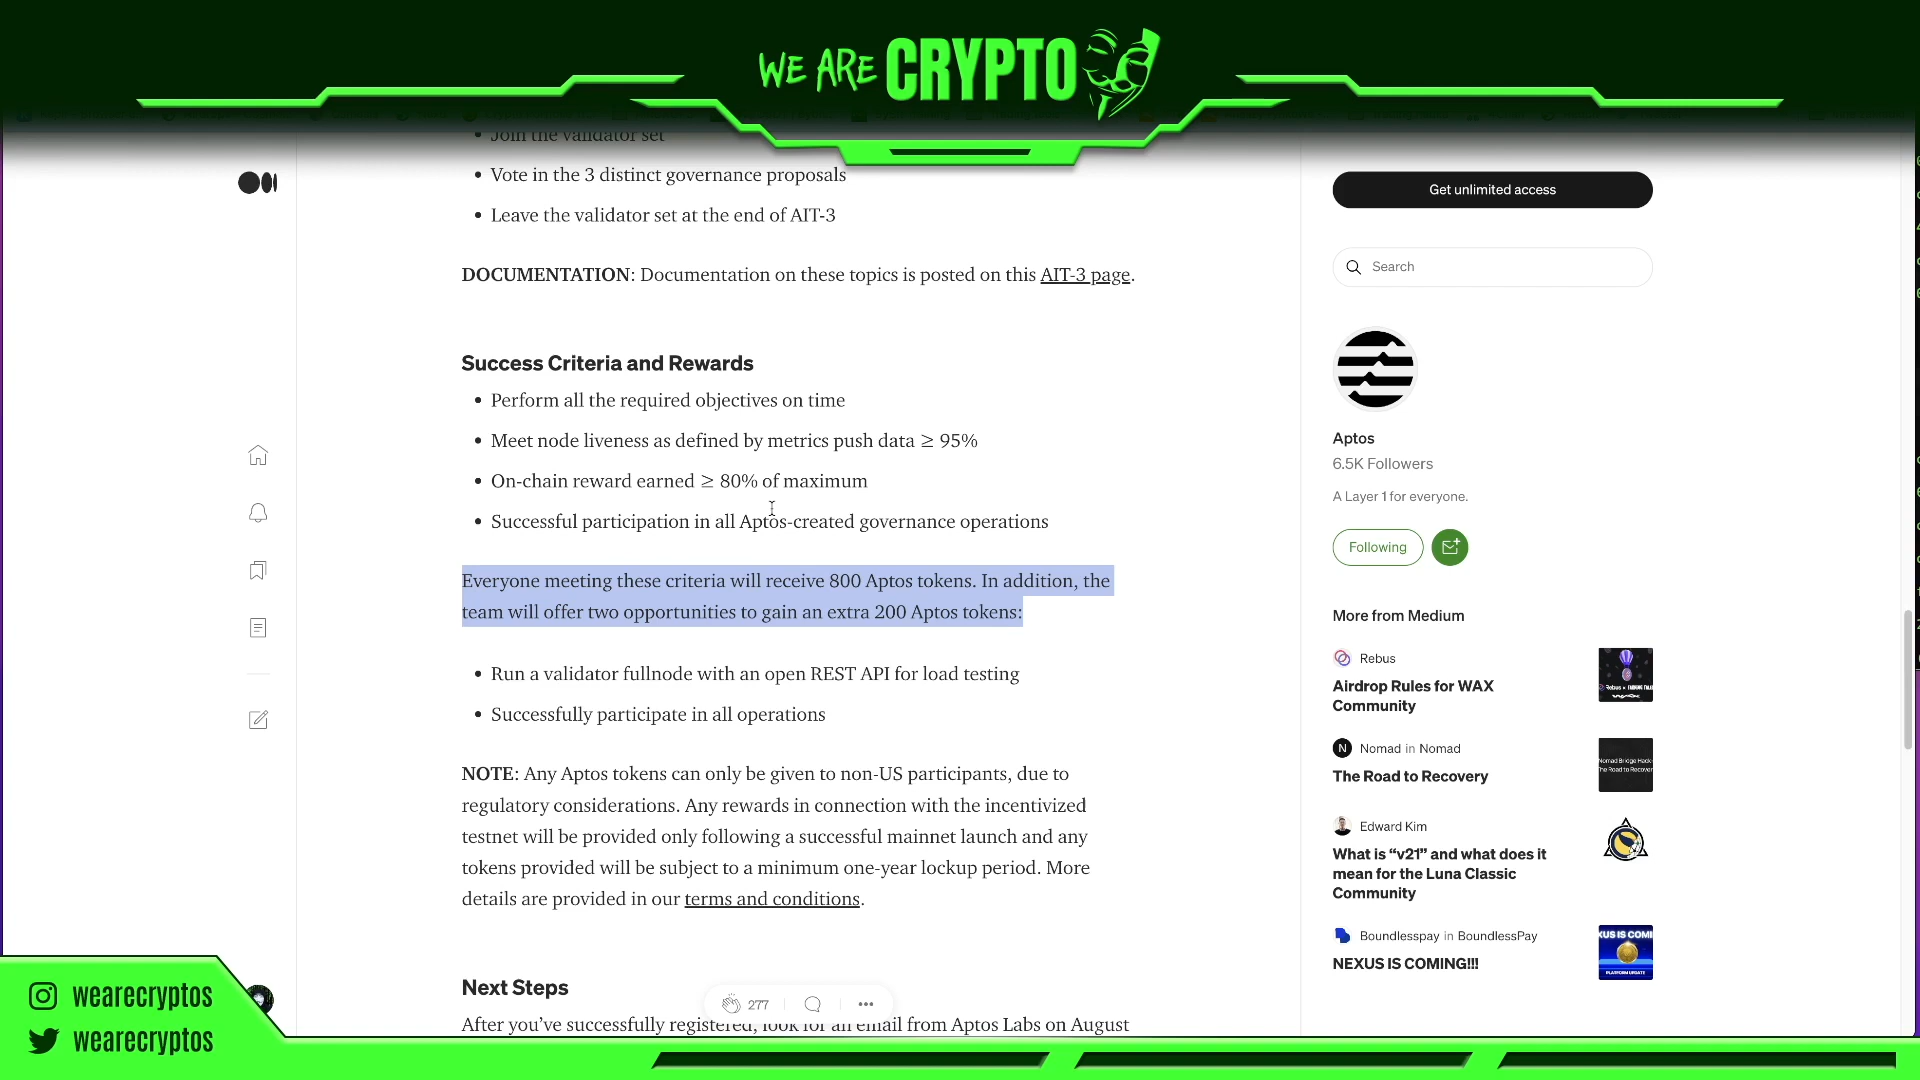 WE ARE CRYPTO
Join the validator set
Vote in the 3 distinct governance proposals
Leave the validator set at the end of AIT-3
DOCUMENTATION: Documentation on these topics is posted on this AIT-3 page.
Success Criteria and Rewards
Perform all the required objectives on time
Meet node liveness as defined by metrics push data ≥ 95%
On-chain reward earned ≥ 80% of maximum
Successful participation in all Aptos-created governance operations
Everyone meeting these criteria will receive 800 Aptos tokens. In addition, the
team will offer two opportunities to gain an extra 200 Aptos tokens:
Run a validator fullnode with an open REST API for load testing
Successfully participate in all operations
NOTE: Any Aptos tokens can only be given to non-US participants, due to
regulatory considerations. Any rewards in connection with the incentivized
testnet will be provided only following a successful mainnet launch and any
tokens provided will be subject to a minimum one-year lockup period. More
details are provided in our terms and conditions.
Next Steps
After you’ve successfully registered, look for an email from Aptos Labs on August
277
Get unlimited access
Search
Aptos
6.5K Followers
A Layer 1 for everyone.
Following
More from Medium
Rebus
Airdrop Rules for WAX
Community
N Nomad in Nomad
The Road to Recovery
Edward Kim
What is “v21” and what does it
mean for the Luna Classic
Community
Boundlesspay in BoundlessPay
NEXUS IS COMING!!!
wearecryptos
wearecryptos